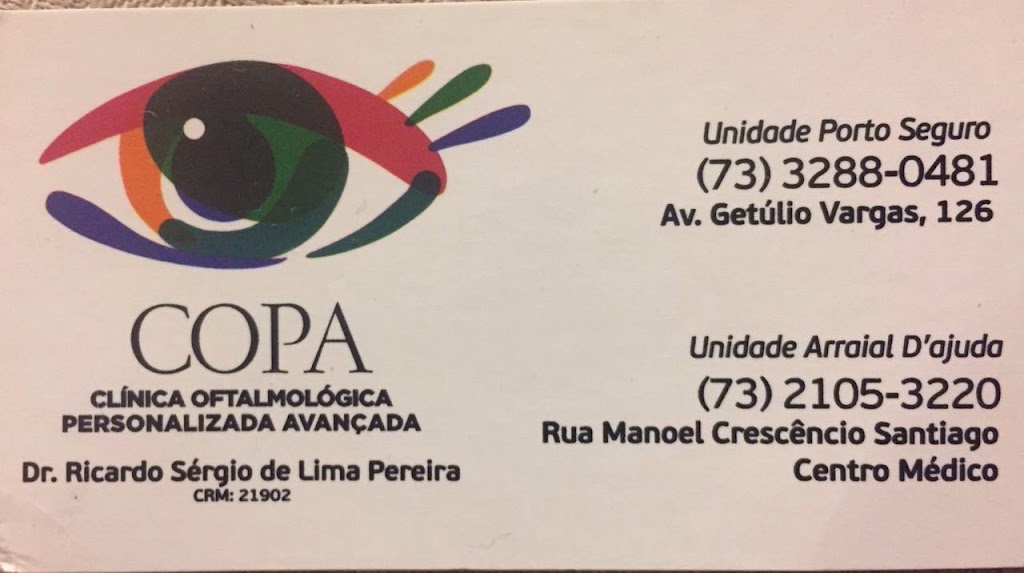 COPA
CLÍNICA OFTALMOLÓGICA
PERSONALIZADA AVANÇADA
Dr. Ricardo Sérgio de Lima Pereira
CRM: 21902
Unidade Porto Seguro
(73) 3288-0481
Av. Getúlio Vargas, 126
Unidade Arraial D'ajuda
(73) 2105-3220
Rua Manoel Crescêncio Santiago
Centro Médico